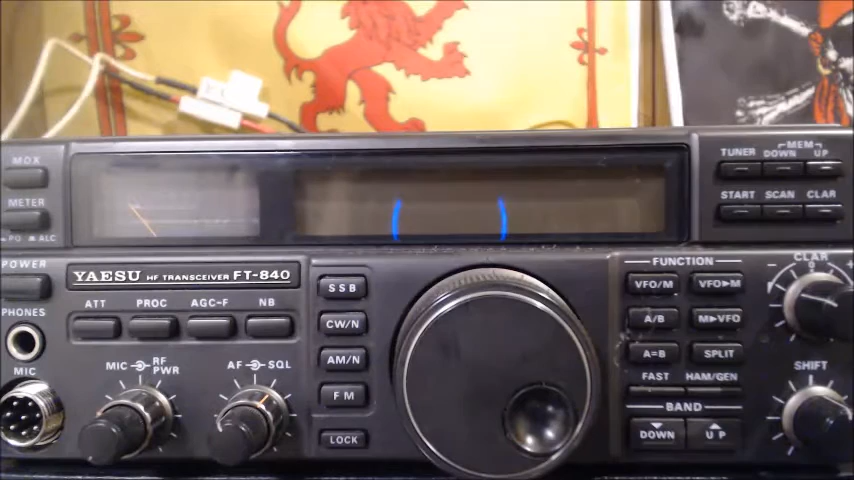 MOX
METER
PO ALC
POWER
PHONES
MIC
YAESU HF TRANSCEIVER FT-840
ATT PROC AGC-F NB
MIC RF PWR
AF SQL
SSB
CW/N
AM/N
FM
LOCK
TUNER
START
MEM
DOWN UP
SCAN CLAR
FUNCTION
VFO/M VFO▶M
A/B M▶VFO
A=B SPLIT
FAST HAM/GEN
BAND
DOWN UP
- CLAR +
SHIFT